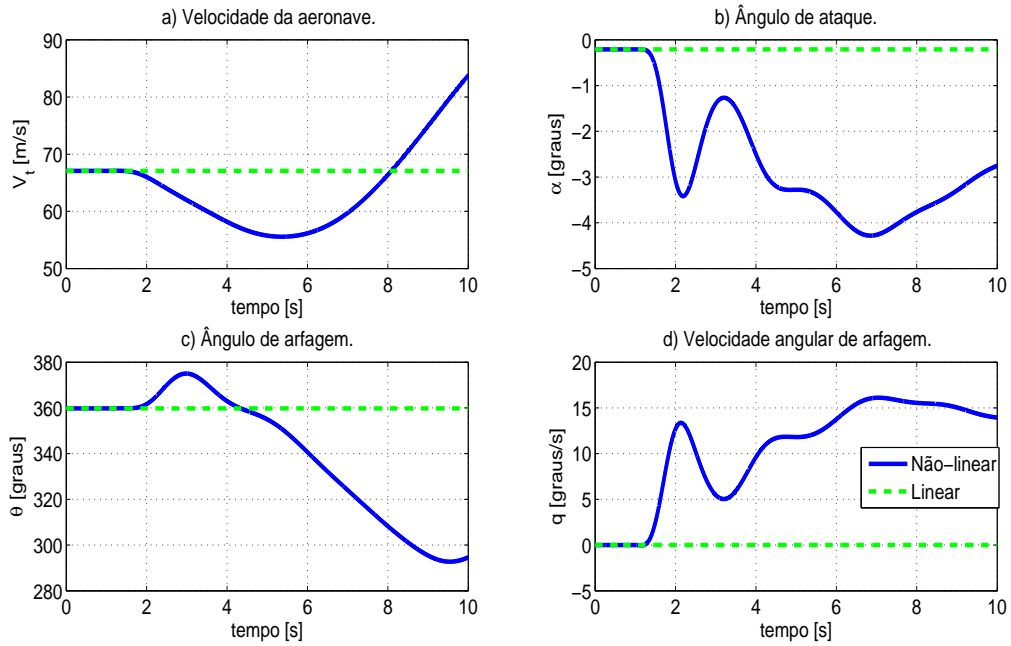 a) Velocidade da aeronave.
90
80
70
60
50
V_t [m/s]
0 2 4 6 8 10
tempo [s]
b) Ângulo de ataque.
0
−1
−2
−3
−4
−5
α [graus]
0 2 4 6 8 10
tempo [s]
c) Ângulo de arfagem.
380
360
340
320
300
280
θ [graus]
0 2 4 6 8 10
tempo [s]
d) Velocidade angular de arfagem.
20
15
10
5
0
−5
q [graus/s]
0 2 4 6 8 10
tempo [s]
Não−linear
Linear